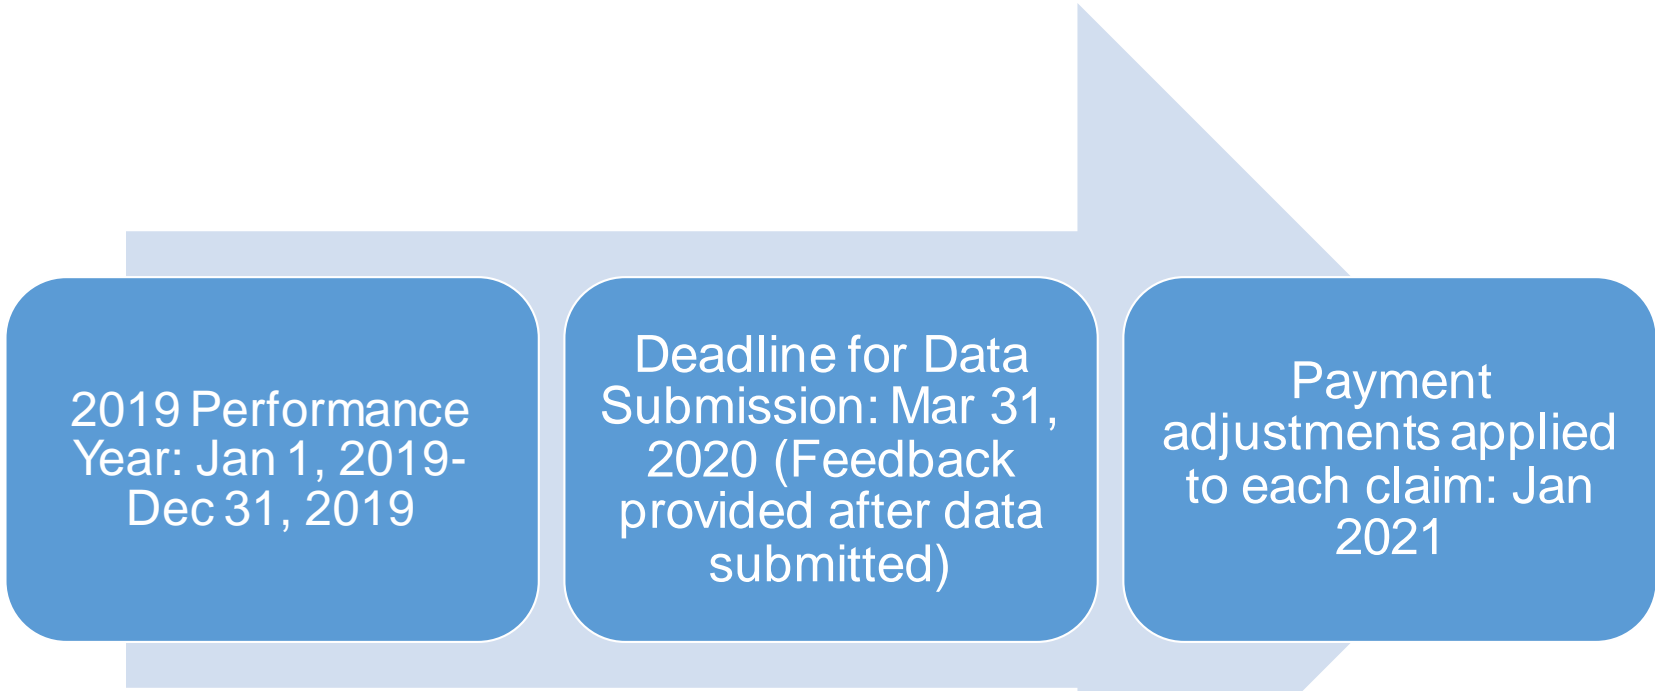 2019 Performance
Year: Jan 1, 2019-
Dec 31, 2019
Deadline for Data
Submission: Mar 31,
2020 (Feedback
provided after data
submitted)
Payment
adjustments applied
to each claim: Jan
2021